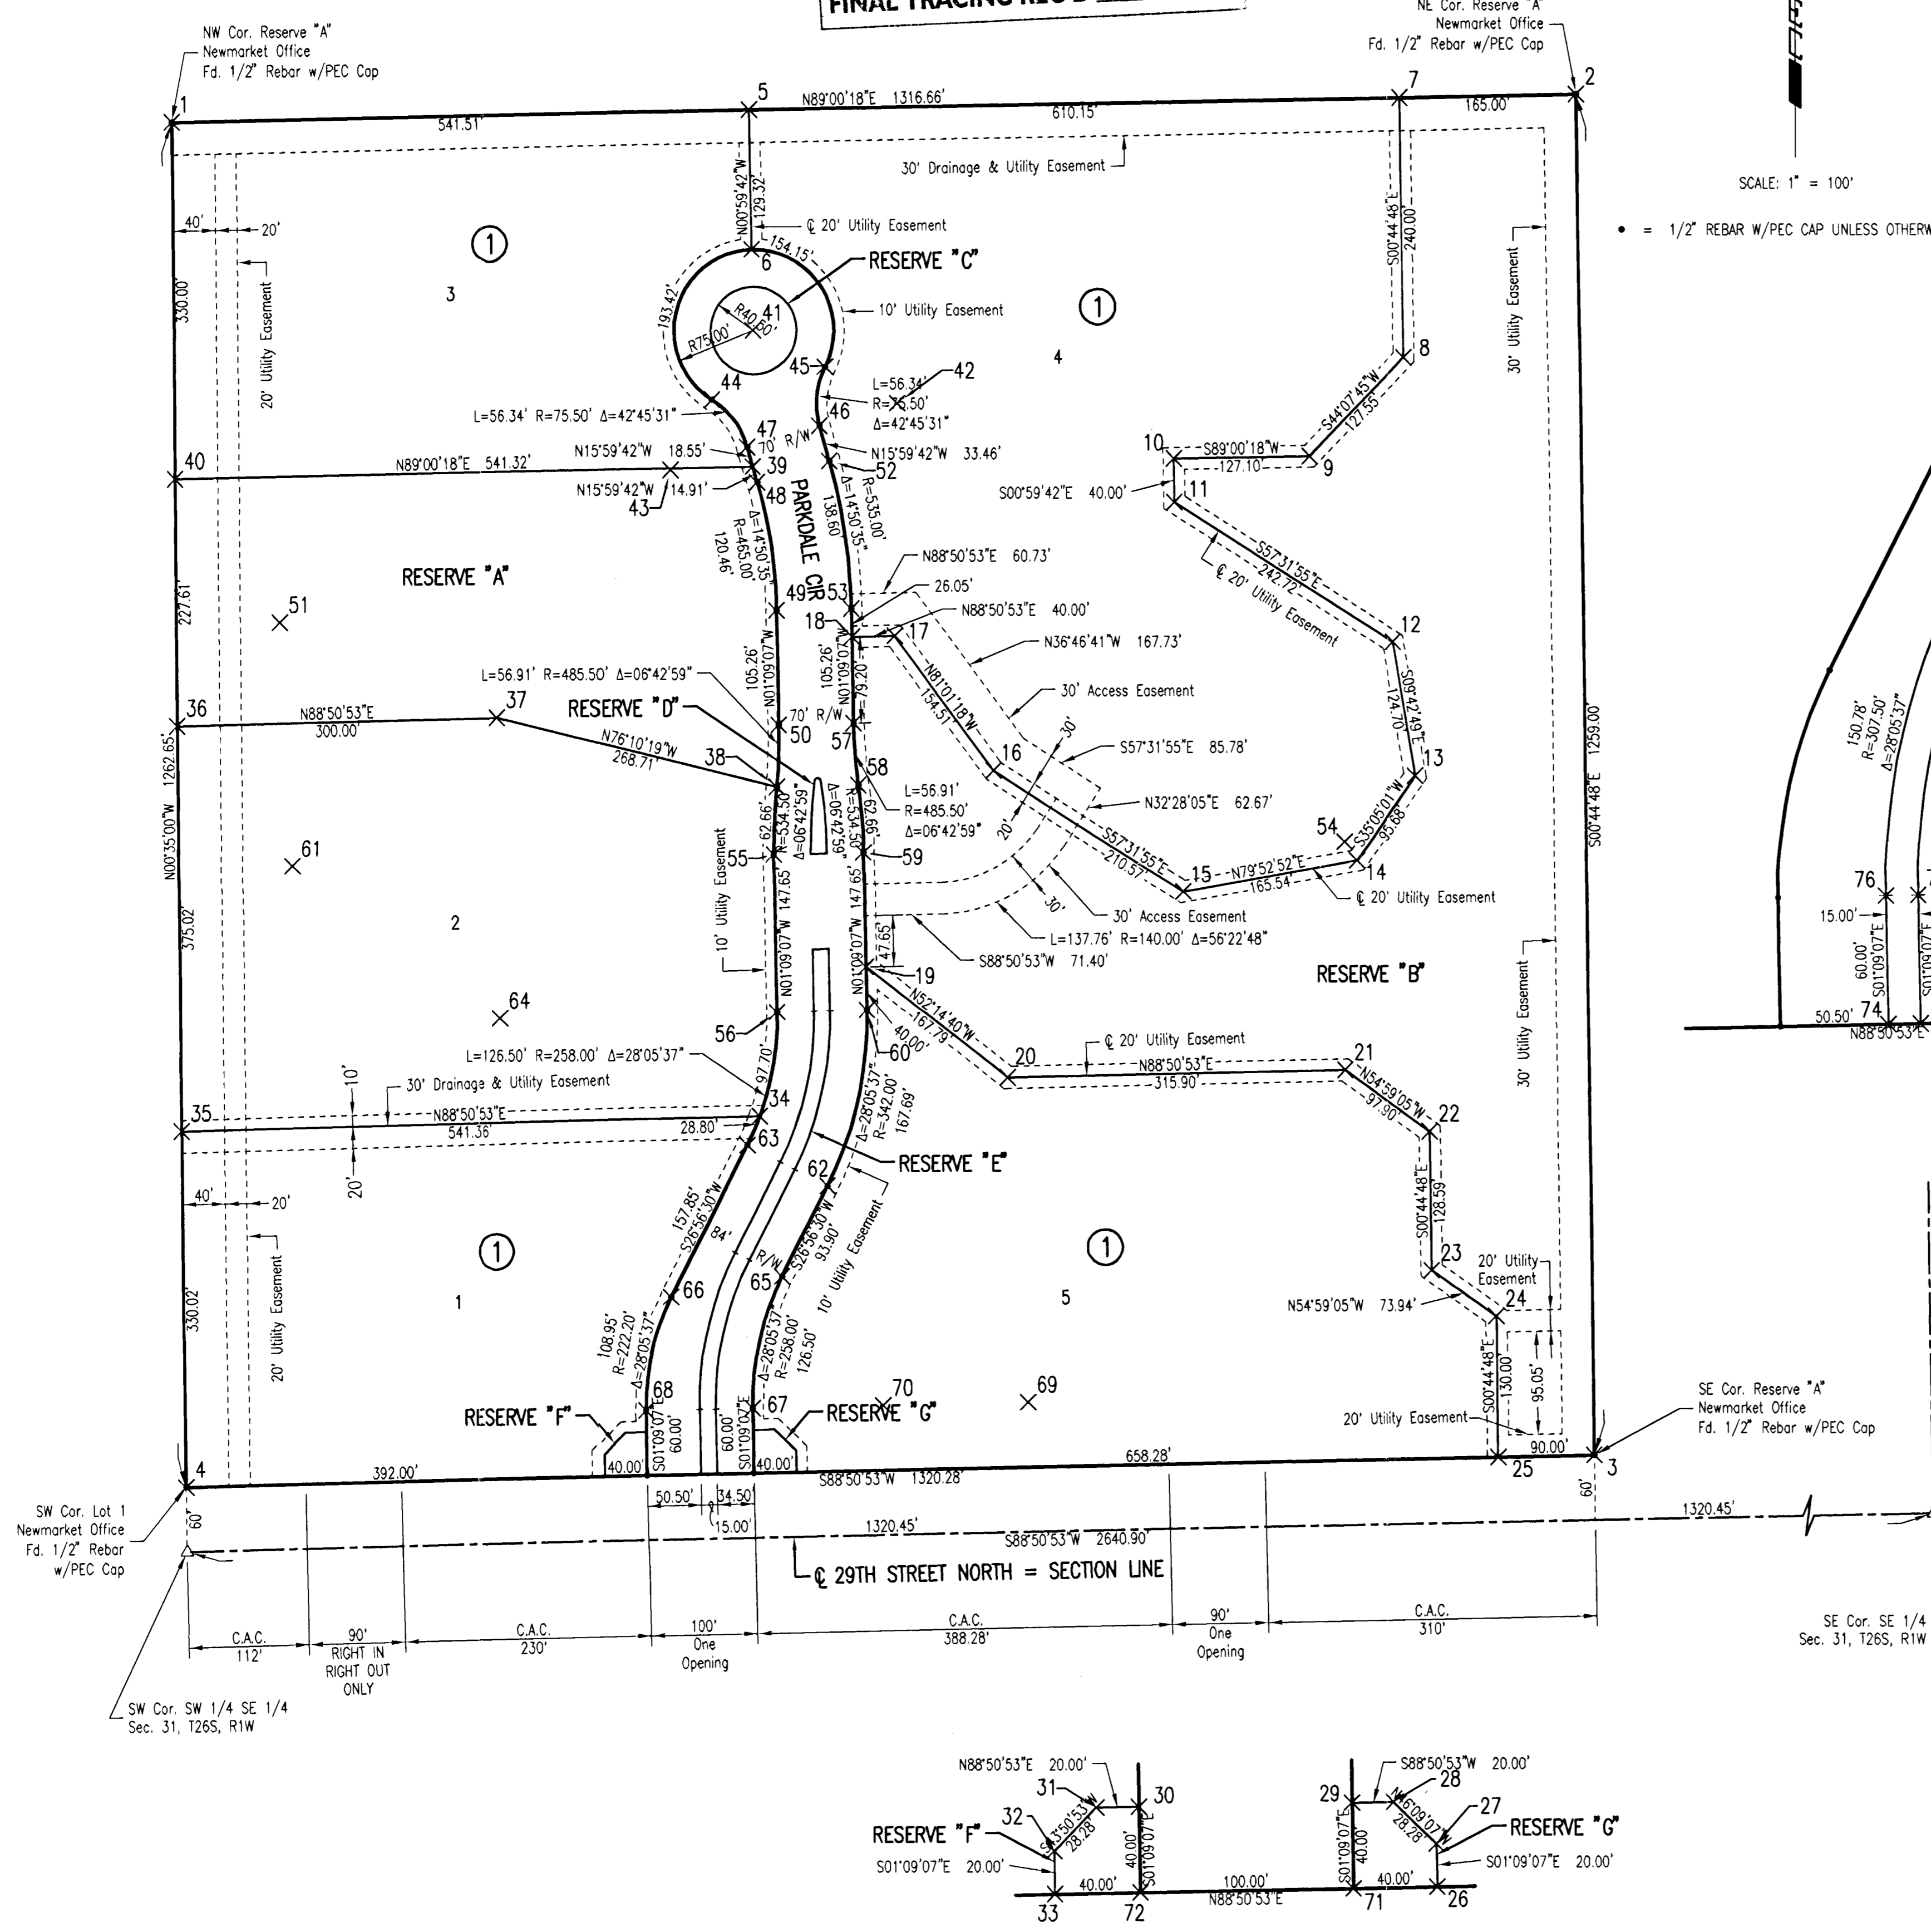 FINAL TRACING REC'D
NW Cor. Reserve "A"
Newmarket Office
Fd. 1/2" Rebar w/PEC Cap
NE Cor. Reserve "A"
Newmarket Office
Fd. 1/2" Rebar w/PEC Cap
1
5
7
2
N89°00'18"E 1316.66'
541.51'
610.15'
165.00'
30' Drainage & Utility Easement
SCALE: 1" = 100'
• = 1/2" REBAR W/PEC CAP UNLESS OTHERW
40'
20'
20' Utility Easement
330.00'
1
3
N00°59'42"W
129.32'
℄ 20' Utility Easement
154.15'
6
RESERVE "C"
193.42'
41
R40.60'
R75.00'
10' Utility Easement
1
4
S00°44'48"E
240.00'
30' Utility Easement
8
S44°07'45"W
127.55'
45
42
44
L=56.34'
R=75.50'
Δ=42°45'31"
46
L=56.34' R=75.50' Δ=42°45'31"
47
70' R/W
N15°59'42"W 18.55'
N15°59'42"W 33.46'
10
S89°00'18"W
127.10'
9
40
N89°00'18"E 541.32'
39
52
N15°59'42"W 14.91'
43
48
S00°59'42"E 40.00'
11
PARKDALE CIR
Δ=14°50'35"
R=465.00'
120.46'
R=535.00'
Δ=14°50'35"
138.60'
S57°31'55"E
242.72'
℄ 20' Utility Easement
RESERVE "A"
N88°50'53"E 60.73'
26.05'
227.61'
51
49
53
N88°50'53"E 40.00'
18
17
12
N36°46'41"W 167.73'
105.26'
N01°09'07"W
N01°09'07"W
105.26'
79.20'
N81°01'18"W
154.51'
S09°42'49"E
124.70'
L=56.91' R=485.50' Δ=06°42'59"
RESERVE "D"
30' Access Easement
36
N88°50'53"E
300.00'
37
N76°10'19"W
268.71'
70' R/W
50
57
30'
S57°31'55"E 85.78'
16
13
38
58
L=56.91'
R=485.50'
Δ=06°42'59"
N32°28'05"E 62.67'
20'
S35°05'01"W
95.68'
54
N00°35'00"W 1262.65'
S00°44'48"E 1259.00'
62.66'
R=534.50'
Δ=06°42'59"
Δ=06°42'59"
R=534.50'
62.66'
S57°31'55"E
210.57'
61
55
59
15
N79°52'52"E
165.54'
14
℄ 20' Utility Easement
30'
30' Access Easement
L=137.76' R=140.00' Δ=56°22'48"
S88°50'53"W 71.40'
375.02'
2
10' Utility Easement
N01°09'07"W 147.65'
N01°09'07"W 147.65'
47.65'
19
RESERVE "B"
30' Utility Easement
64
N52°14'40"W
167.79'
56
40.00'
60
20
℄ 20' Utility Easement
N88°50'53"E
315.90'
21
N54°59'05"W
97.90'
L=126.50' R=258.00' Δ=28°05'37"
97.70'
10'
30' Drainage & Utility Easement
34
Δ=28°05'37"
R=342.00'
167.69'
22
35
N88°50'53"E
541.36'
28.80'
63
20'
62
RESERVE "E"
S00°44'48"E
128.59'
40'
20'
20' Utility Easement
157.85'
S26°56'30"W
84'
R/W
S26°56'30"W
93.90'
10' Utility Easement
1
1
23
20' Utility
Easement
330.02'
1
66
65
5
N54°59'05"W 73.94'
24
108.95'
R=222.20'
Δ=28°05'37"
Δ=28°05'37"
R=258.00'
126.50'
S00°44'48"E
130.00'
95.05'
68
70
69
67
RESERVE "F"
RESERVE "G"
20' Utility Easement
SE Cor. Reserve "A"
Newmarket Office
Fd. 1/2" Rebar w/PEC Cap
S01°09'07"E
60.00'
60.00'
S01°09'07"E
4
392.00'
40.00'
40.00'
S88°50'53"W 1320.28'
658.28'
90.00'
25
3
SW Cor. Lot 1
Newmarket Office
Fd. 1/2" Rebar
w/PEC Cap
60'
50.50'
34.50'
15.00'
60'
1320.45'
1320.45'
S88°50'53"W 2640.90'
℄ 29TH STREET NORTH = SECTION LINE
C.A.C.
112'
90'
RIGHT IN
RIGHT OUT
ONLY
C.A.C.
230'
100'
One
Opening
C.A.C.
388.28'
90'
One
Opening
C.A.C.
310'
SE Cor. SE 1/4
Sec. 31, T26S, R1W
SW Cor. SW 1/4 SE 1/4
Sec. 31, T26S, R1W
150.78'
R=307.50'
Δ=28°05'37"
76
15.00'
60.00'
S01°09'07"E
S01°09'07"E
50.50'
74
N88°50'53"E
N88°50'53"E 20.00'
31
30
32
S43°50'53"W
28.28'
RESERVE "F"
S01°09'07"E 20.00'
40.00'
S01°09'07"E
40.00'
33
72
100.00'
N88°50'53"E
S88°50'53"W 20.00'
29
28
N46°09'07"W
28.28'
27
RESERVE "G"
S01°09'07"E
40.00'
S01°09'07"E 20.00'
40.00'
71
26